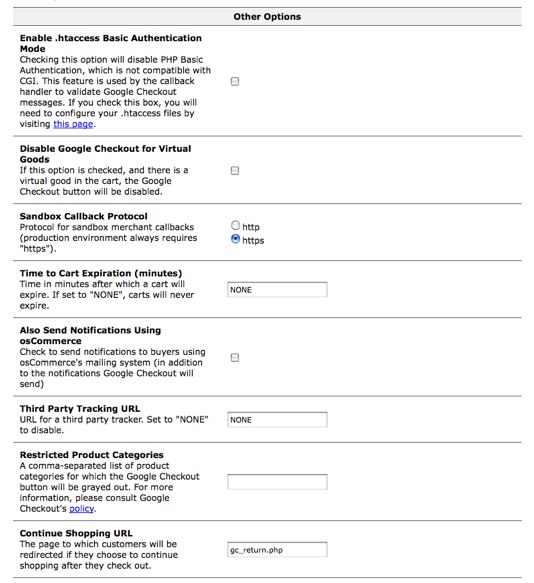 Other Options
Enable .htaccess Basic Authentication
Mode
Checking this option will disable PHP Basic
Authentication, which is not compatible with
CGI. This feature is used by the callback
handler to validate Google Checkout
messages. If you check this box, you will
need to configure your .htaccess files by
visiting this page.
Disable Google Checkout for Virtual
Goods
If this option is checked, and there is a
virtual good in the cart, the Google
Checkout button will be disabled.
Sandbox Callback Protocol
Protocol for sandbox merchant callbacks
(production environment always requires
"https").
http
https
Time to Cart Expiration (minutes)
Time in minutes after which a cart will
expire. If set to "NONE", carts will never
expire.
NONE
Also Send Notifications Using
osCommerce
Check to send notifications to buyers using
osCommerce's mailing system (in addition
to the notifications Google Checkout will
send)
Third Party Tracking URL
URL for a third party tracker. Set to "NONE"
to disable.
NONE
Restricted Product Categories
A comma-separated list of product
categories for which the Google Checkout
button will be grayed out. For more
information, please consult Google
Checkout's policy.
Continue Shopping URL
The page to which customers will be
redirected if they choose to continue
shopping after they check out.
gc_return.php